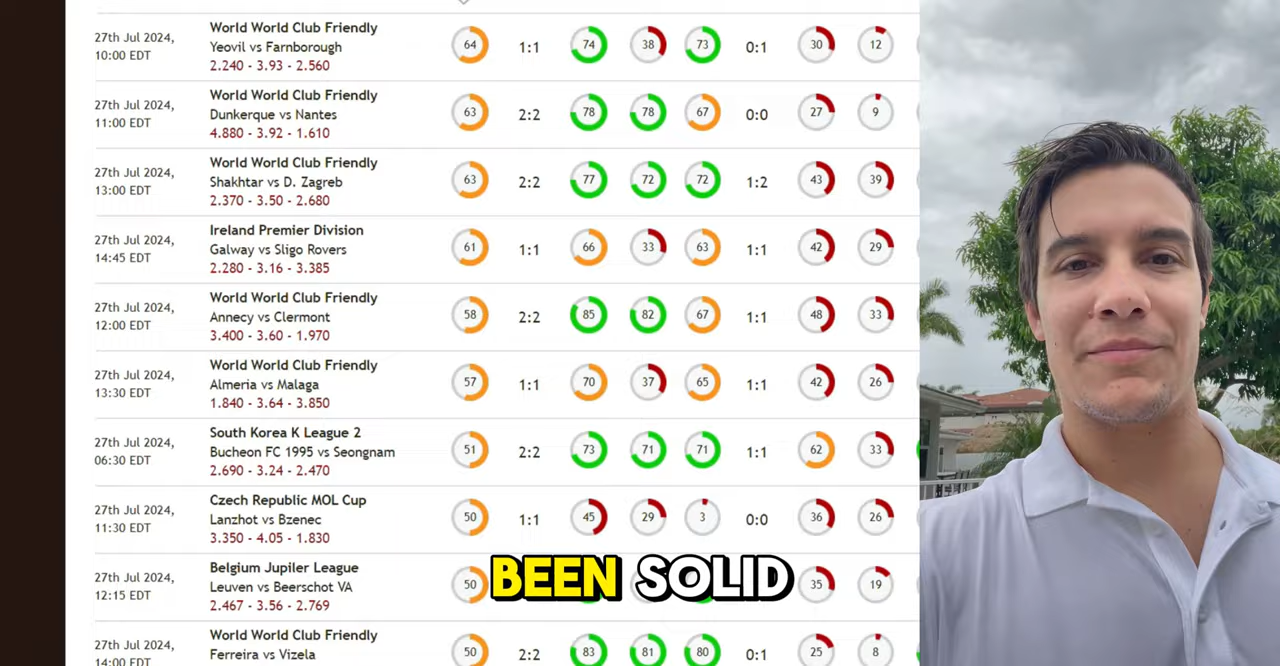 27th Jul 2024,
10:00 EDT
World World Club Friendly
Yeovil vs Farnborough
2.240 - 3.93 - 2.560
64 1:1 74 38 73 0:1 30 12
27th Jul 2024,
11:00 EDT
World World Club Friendly
Dunkerque vs Nantes
4.880 - 3.92 - 1.610
63 2:2 78 78 67 0:0 27 9
27th Jul 2024,
13:00 EDT
World World Club Friendly
Shakhtar vs D. Zagreb
2.370 - 3.50 - 2.680
63 2:2 77 72 72 1:2 43 39
27th Jul 2024,
14:45 EDT
Ireland Premier Division
Galway vs Sligo Rovers
2.280 - 3.16 - 3.385
61 1:1 66 33 63 1:1 42 29
27th Jul 2024,
12:00 EDT
World World Club Friendly
Annecy vs Clermont
3.400 - 3.60 - 1.970
58 2:2 85 82 67 1:1 48 33
27th Jul 2024,
13:30 EDT
World World Club Friendly
Almeria vs Malaga
1.840 - 3.64 - 3.850
57 1:1 70 37 65 1:1 42 26
27th Jul 2024,
06:30 EDT
South Korea K League 2
Bucheon FC 1995 vs Seongnam
2.690 - 3.24 - 2.470
51 2:2 73 71 71 1:1 62 33
27th Jul 2024,
11:30 EDT
Czech Republic MOL Cup
Lanzhot vs Bzenec
3.350 - 4.05 - 1.830
50 1:1 45 29 3 0:0 36 26
27th Jul 2024,
12:15 EDT
Belgium Jupiler League
Leuven vs Beerschot VA
2.467 - 3.56 - 2.769
50 35 19
BEEN SOLID
27th Jul 2024,
14:00 EDT
World World Club Friendly
Ferreira vs Vizela
50 2:2 83 81 80 0:1 25 8